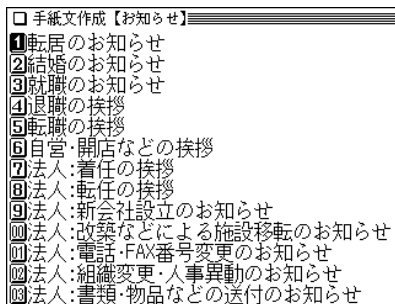 □ 手紙文作成【お知らせ】
1転居のお知らせ
2結婚のお知らせ
3就職のお知らせ
4退職の挨拶
5転職の挨拶
6自営･開店などの挨拶
7法人:着任の挨拶
8法人:転任の挨拶
9法人:新会社設立のお知らせ
00法人:改築などによる施設移転のお知らせ
01法人:電話･FAX番号変更のお知らせ
02法人:組織変更･人事異動のお知らせ
03法人:書類･物品などの送付のお知らせ